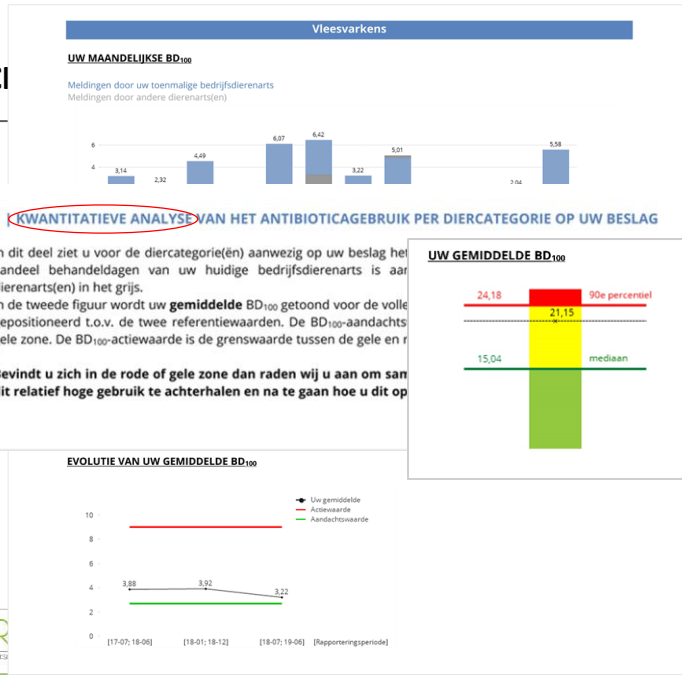 Vleesvarkens
UW MAANDELIJKSE BD100
Meldingen door uw toenmalige bedrijfsdierenarts
Meldingen door andere dierenarts(en)
6
4
3,14
2,32
4,49
6,07
6,42
3,22
5,01
2,04
5,58
| KWANTITATIEVE ANALYSE VAN HET ANTIBIOTICAGEBRUIK PER DIERCATEGORIE OP UW BESLAG
n dit deel ziet u voor de diercategorie(ën) aanwezig op uw beslag het
andeel behandeldagen van uw huidige bedrijfsdierenarts is aar
lierenarts(en) in het grijs.
n de tweede figuur wordt uw gemiddelde BD100 getoond voor de volle
epositioneerd t.o.v. de twee referentiewaarden. De BD100-aandachts
ele zone. De BD100-actiewaarde is de grenswaarde tussen de gele en r
evindt u zich in de rode of gele zone dan raden wij u aan om sam
lit relatief hoge gebruik te achterhalen en na te gaan hoe u dit op
UW GEMIDDELDE BD100
24,18
90e percentiel
21,15
15,04
mediaan
EVOLUTIE VAN UW GEMIDDELDE BD100
Uw gemiddelde
Actiewaarde
Aandachtswaarde
10
8
6
4
2
0
3,88
3,92
3,22
[17-07; 18-06]
[18-01; 18-12]
[18-07; 19-06]
[Rapporteringsperiode]